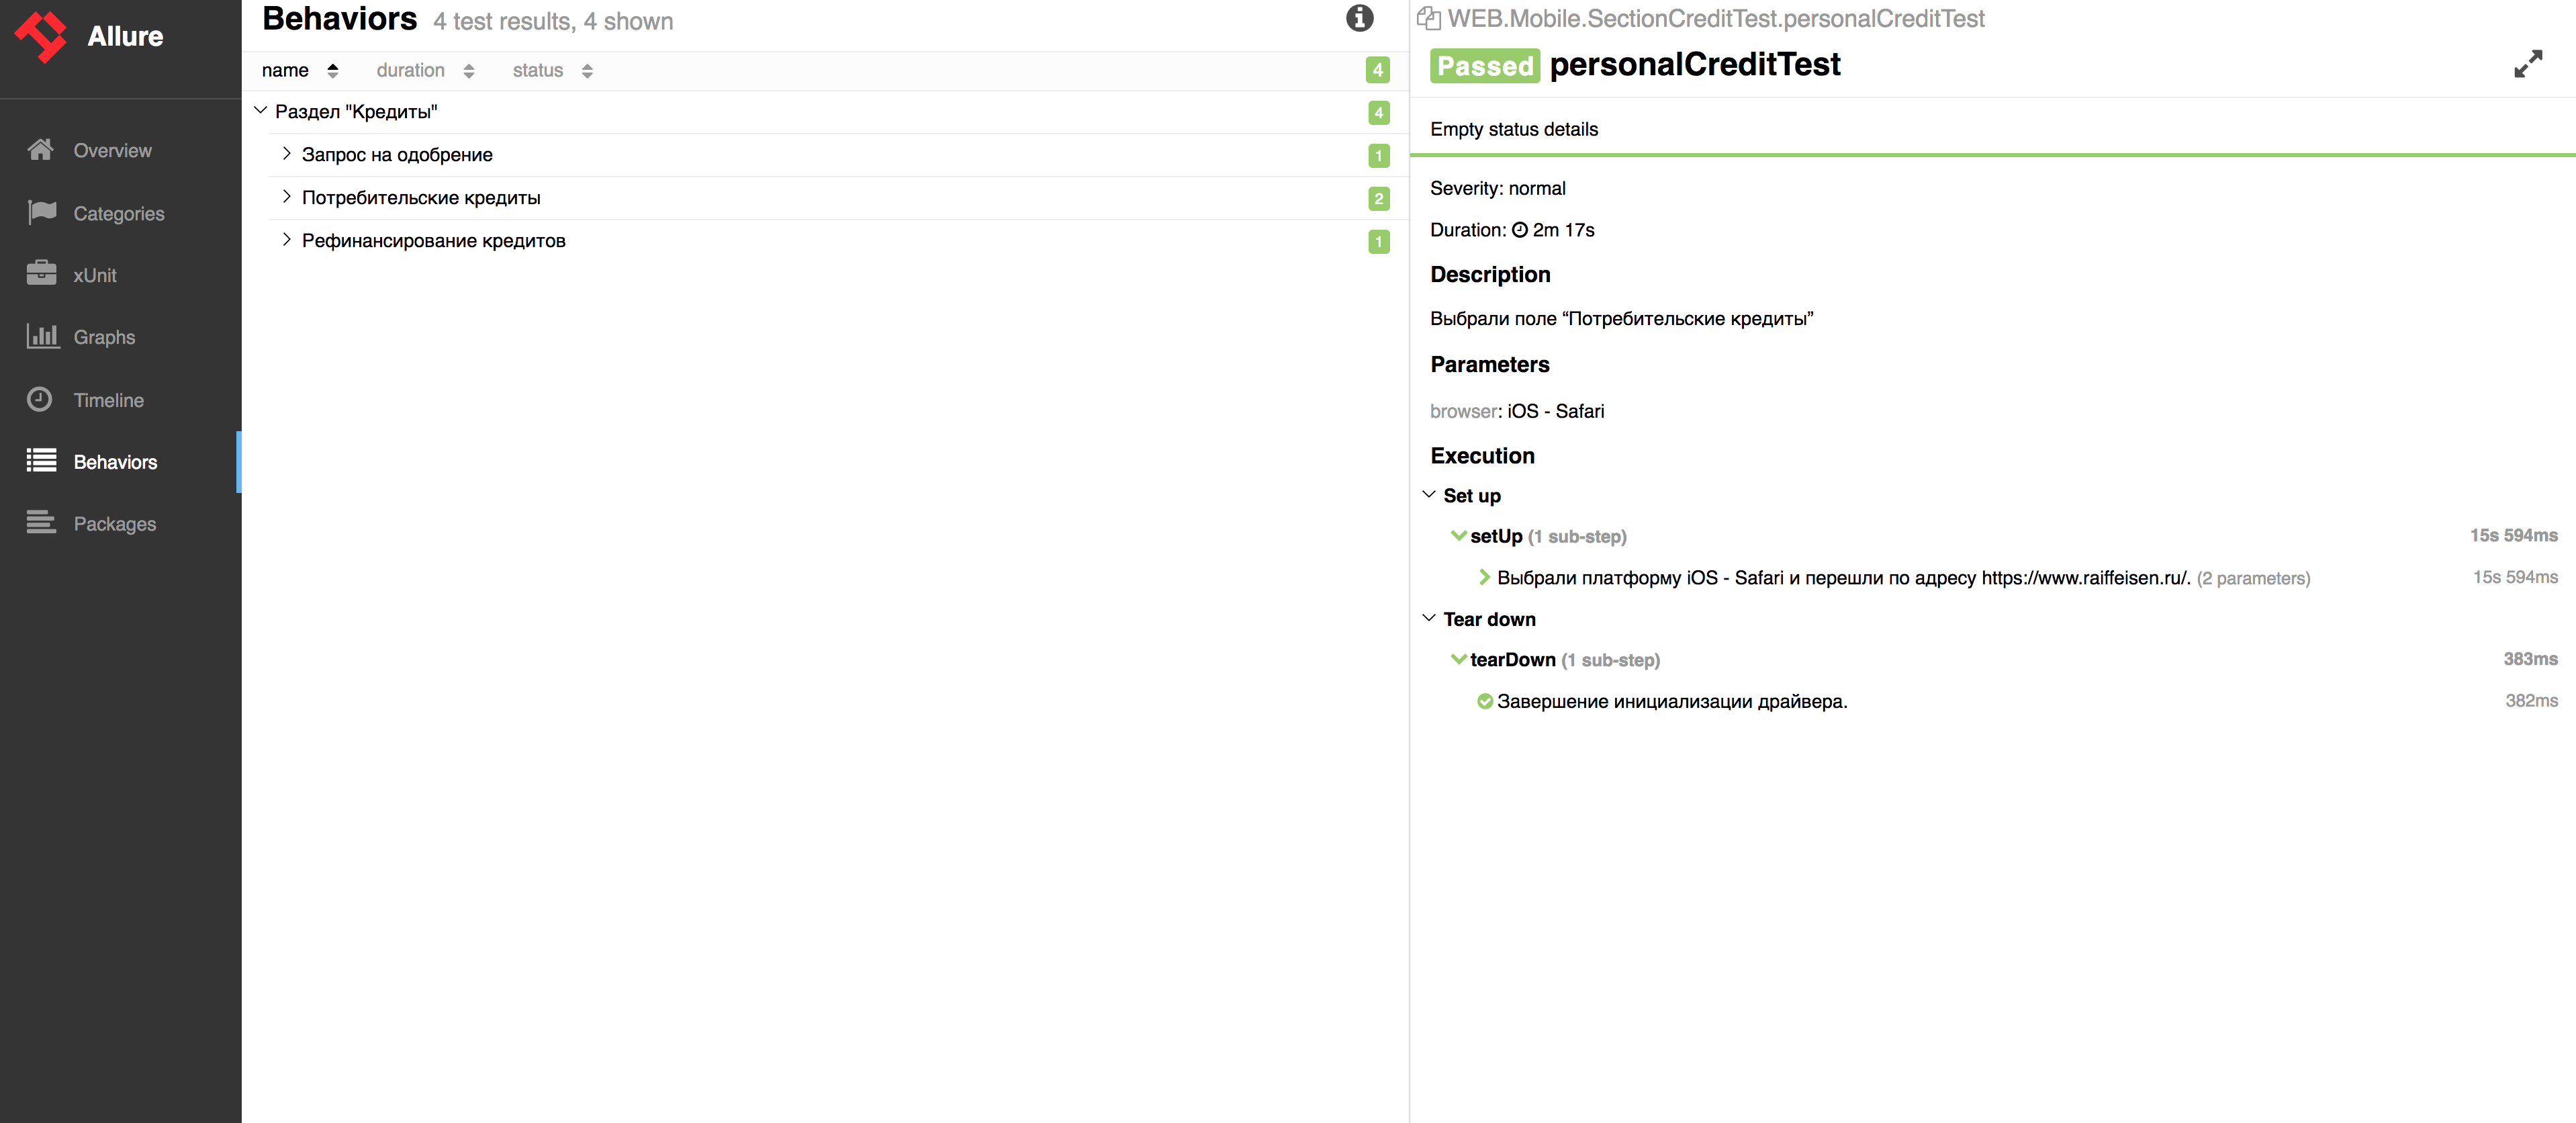 Allure
Overview
Categories
xUnit
Graphs
Timeline
Behaviors
Packages
Behaviors 4 test results, 4 shown
name duration status 4
Раздел "Кредиты" 4
Запрос на одобрение 1
Потребительские кредиты 2
Рефинансирование кредитов 1
WEB.Mobile.SectionCreditTest.personalCreditTest
Passed personalCreditTest
Empty status details
Severity: normal
Duration: 2m 17s
Description
Выбрали поле “Потребительские кредиты”
Parameters
browser: iOS - Safari
Execution
Set up
setUp (1 sub-step) 15s 594ms
Выбрали платформу iOS - Safari и перешли по адресу https://www.raiffeisen.ru/. (2 parameters) 15s 594ms
Tear down
tearDown (1 sub-step) 383ms
Завершение инициализации драйвера. 382ms